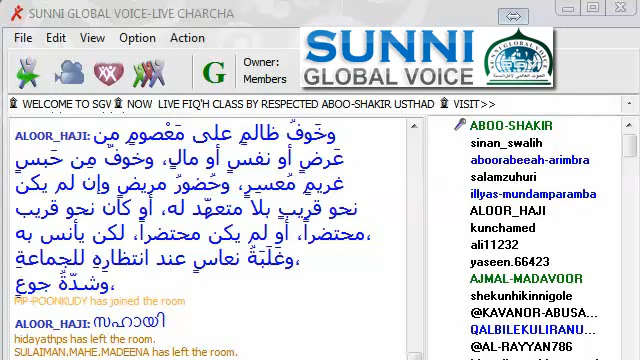 SUNNI GLOBAL VOICE-LIVE CHARCHA
File Edit View Option Action
G
Owner:
Members
SUNNI
GLOBAL VOICE
WELCOME TO SGV NOW LIVE FIQ'H CLASS BY RESPECTED ABOO-SHAKIR USTHAD VISIT>>
ALOOR_HAJI: وخَوفُ ظالمٍ على مَعْصومٍ من
عَرضٍ أو نفسٍ أو مالٍ، وخوفٌ مِن حَبسِ
غريمِ مُعسِرٍ، وحُضورُ مريضٍ وإن لم يكن
نحو قريبٍ بلا متعهّد له، أو كان نحو قريب
محتضراً، أو لم يكن محتضراً، لكن يأنس به،
وغَلَبَةُ نعاسٍ عند انتظارِهِ للجماعةِ،
وشدّةُ جوعٍ،
MP-POONKUDY has joined the room
ALOOR_HAJI: സഹായി
hidayathps has left the room.
SULAIMAN.MAHE.MADEENA has left the room.
ABOO-SHAKIR
sinan_swalih
aboorabeeah-arimbra
salamzuhuri
illyas-mundamparamba
ALOOR_HAJI
kunchamed
ali11232
yaseen.66423
AJMAL-MADAVOOR
shekunhikinnigole
@KAVANOR-ABUSA...
QALBILEKULIRANU...
@AL-RAYYAN786